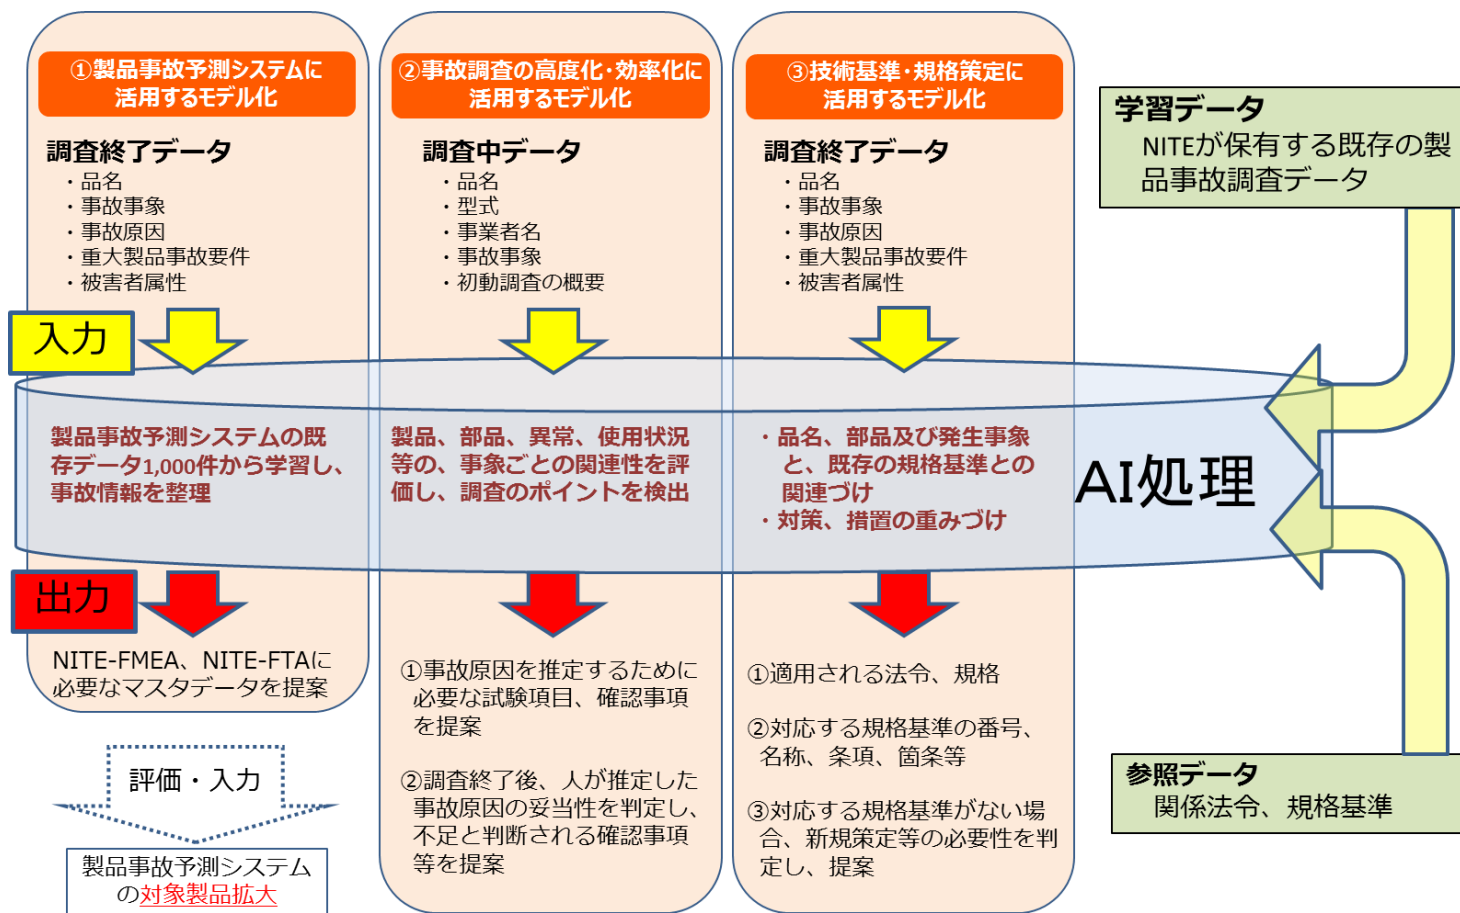 ①製品事故予測システムに
活用するモデル化
調査終了データ
・品名
・事故事象
・事故原因
・重大製品事故要件
・被害者属性
②事故調査の高度化・効率化に
活用するモデル化
調査中データ
・品名
・型式
・事業者名
・事故事象
・初動調査の概要
③技術基準・規格策定に
活用するモデル化
調査終了データ
・品名
・事故事象
・事故原因
・重大製品事故要件
・被害者属性
学習データ
NITEが保有する既存の製
品事故調査データ
入力
製品事故予測システムの既
存データ1,000件から学習し、
事故情報を整理
製品、部品、異常、使用状況
等の、事象ごとの関連性を評
価し、調査のポイントを検出
・品名、部品及び発生事象
と、既存の規格基準との
関連づけ
・対策、措置の重みづけ
AI処理
出力
NITE-FMEA、NITE-FTAに
必要なマスタデータを提案
評価・入力
製品事故予測システム
の対象製品拡大
①事故原因を推定するために
必要な試験項目、確認事項
を提案
②調査終了後、人が推定した
事故原因の妥当性を判定し、
不足と判断される確認事項
等を提案
①適用される法令、規格
②対応する規格基準の番号、
名称、条項、箇条等
③対応する規格基準がない場
合、新規策定等の必要性を判
定し、提案
参照データ
関係法令、規格基準